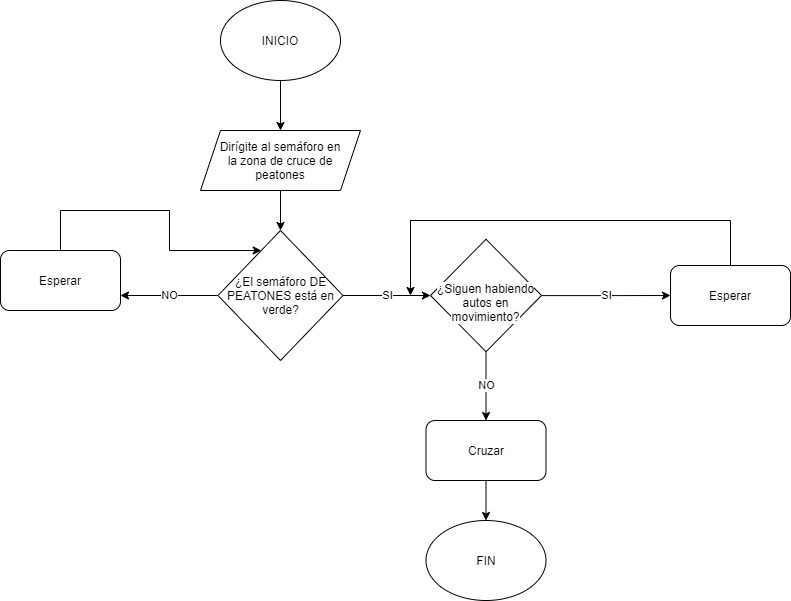 INICIO
Dirígite al semáforo en
la zona de cruce de
peatones
Esperar
NO
¿El semáforo DE
PEATONES está en
verde?
SI
¿Siguen habiendo
autos en
movimiento?
SI
Esperar
NO
Cruzar
FIN